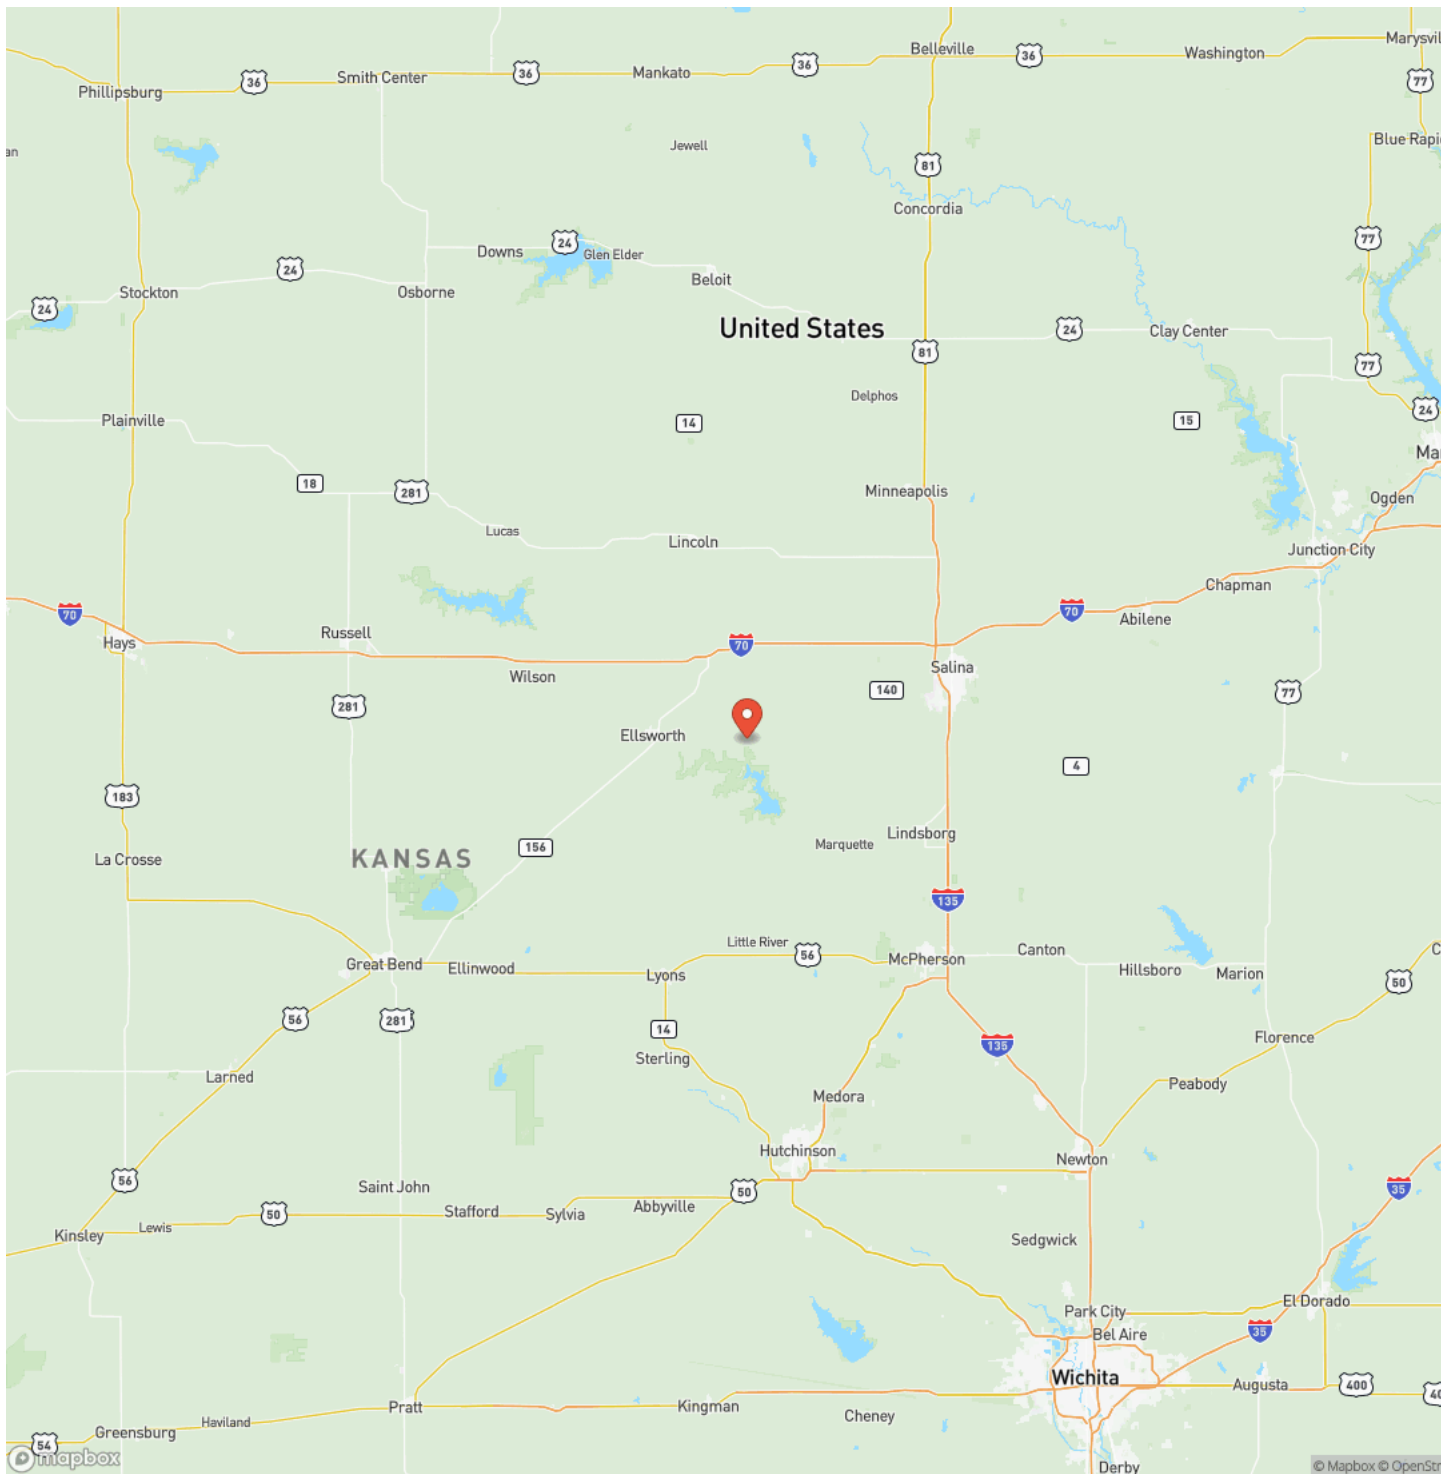 Belleville
36
Washington
Marysvil
36
Smith Center
36
Mankato
36
Phillipsburg
77
an
Jewell
Blue Rapi
81
Concordia
Downs
24
Glen Elder
77
24
Beloit
Stockton
Osborne
24
United States
24
Clay Center
81
77
Delphos
24
Plainville
14
15
Ma
18
281
Minneapolis
Ogden
Lucas
Lincoln
Junction City
Chapman
70
70
Abilene
Russell
Hays
70
Salina
Wilson
140
77
281
Ellsworth
4
183
Lindsborg
Marquette
156
KANSAS
La Crosse
135
Little River
Canton
C
56
McPherson
Great Bend
Ellinwood
Lyons
Hillsboro
Marion
50
56
281
14
Florence
135
Sterling
Larned
Peabody
Medora
Hutchinson
Newton
56
Saint John
50
35
Abbyville
50
Stafford
Sylvia
Lewis
Kinsley
Sedgwick
El Dorado
Park City
35
Bel Aire
Wichita
Augusta
400
40
Pratt
Kingman
Cheney
Haviland
Greensburg
54
mapbox
Derby
© Mapbox © OpenStr